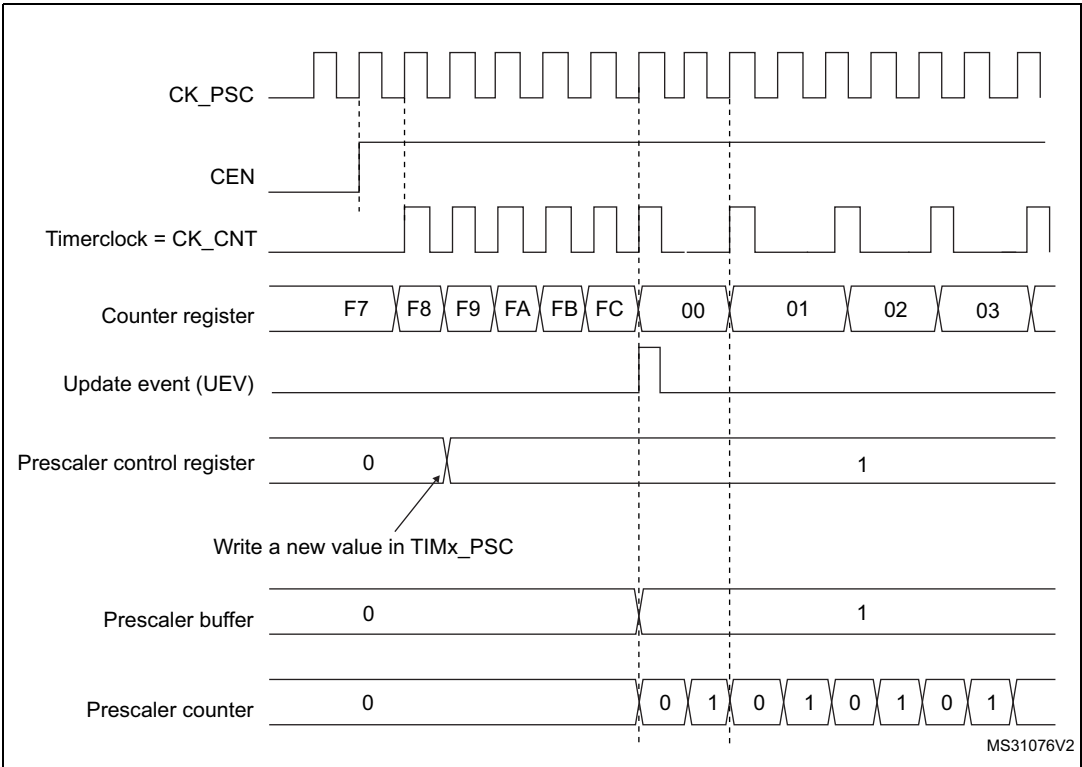 CK_PSC
CEN
Timerclock = CK_CNT
Counter register F7 F8 F9 FA FB FC 00 01 02 03
Update event (UEV)
Prescaler control register 0 1
Write a new value in TIMx_PSC
Prescaler buffer 0 1
Prescaler counter 0 0 1 0 1 0 1 0 1
MS31076V2